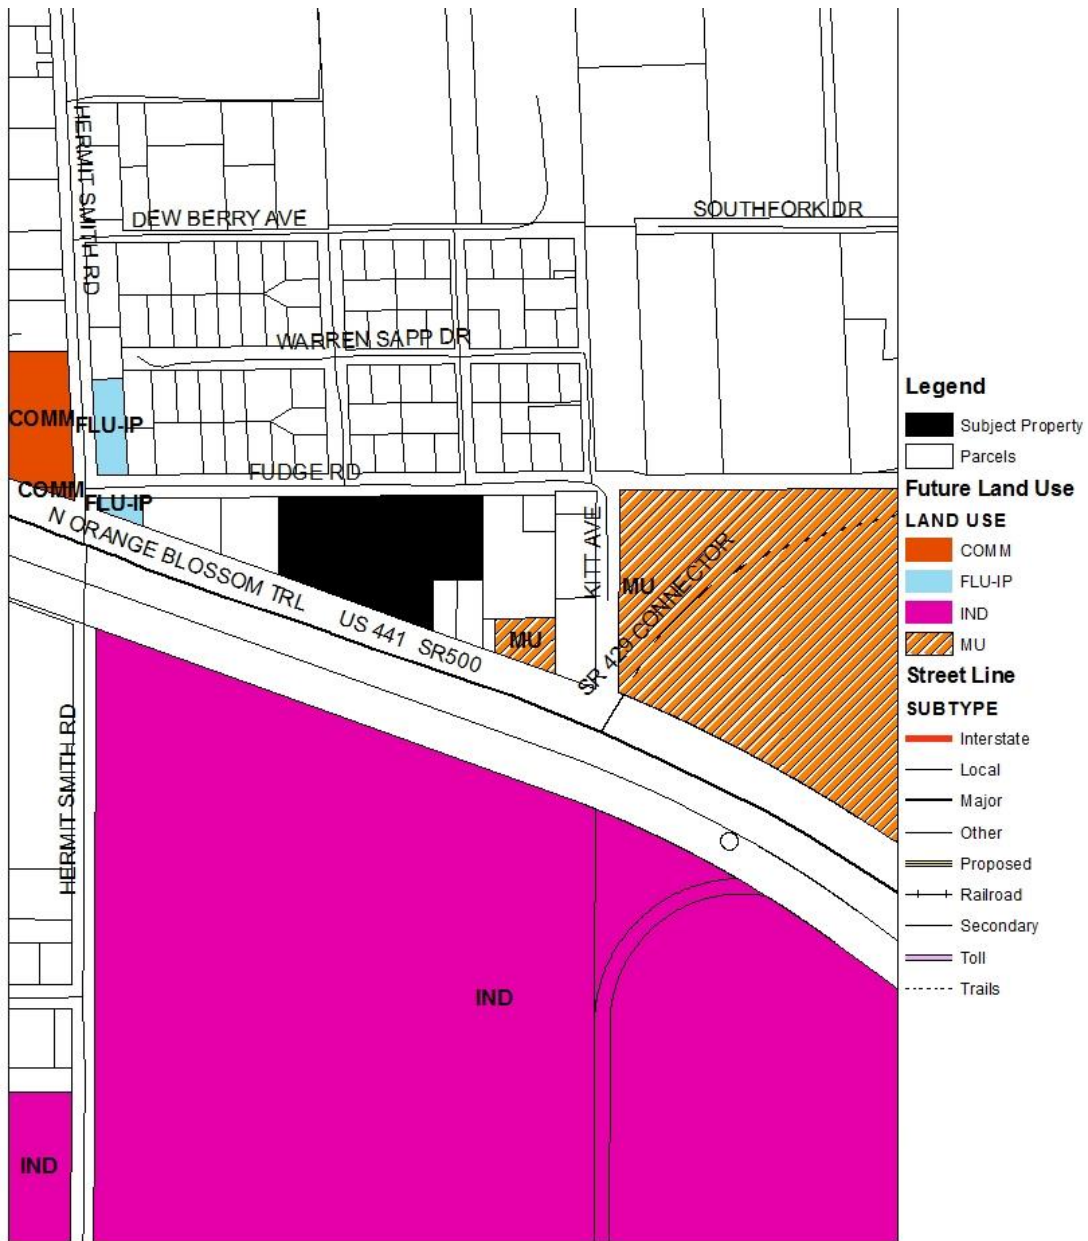 HERMIT SMITH RD
DEW BERRY AVE
SOUTHFORK DR
WARREN SAPP DR
COMM
FLU-IP
FUDGE RD
COMM
FLU-IP
N ORANGE BLOSSOM TRL
US 441 SR500
KITT AVE
MU
MU
SR 429 CONNECTOR
HERMIT SMITH RD
IND
IND
Legend
Subject Property
Parcels
Future Land Use
LAND USE
COMM
FLU-IP
IND
MU
Street Line
SUBTYPE
Interstate
Local
Major
Other
Proposed
Railroad
Secondary
Toll
Trails